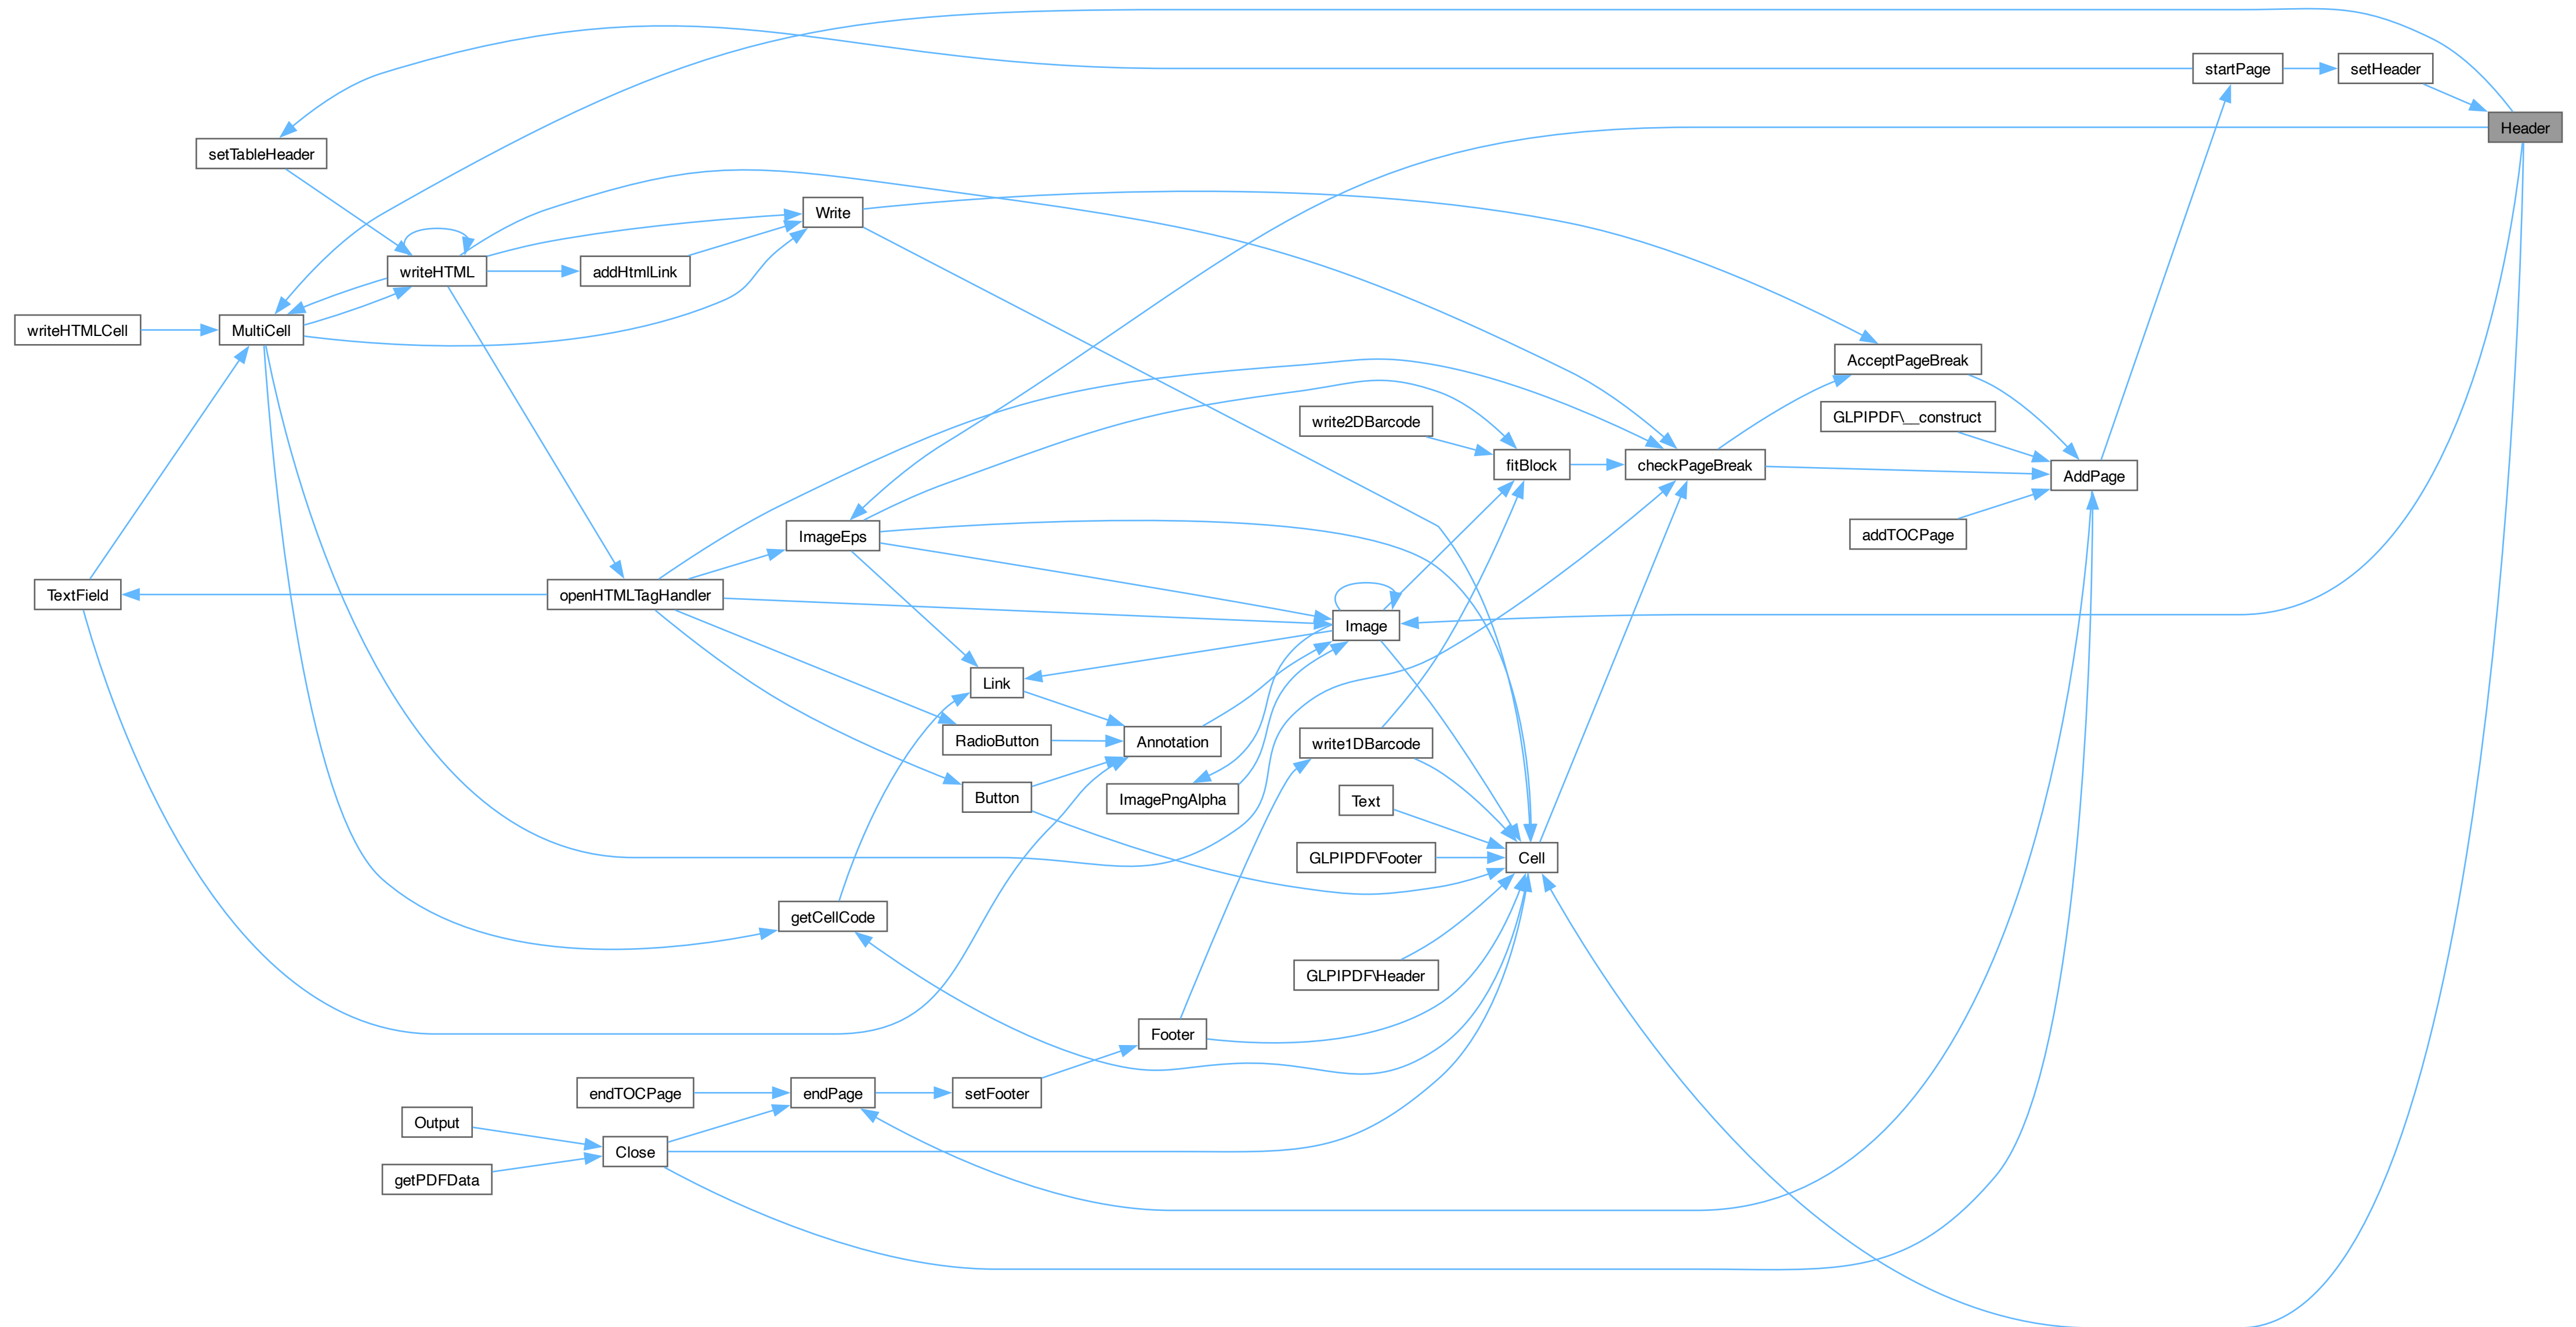 startPage
setHeader
Header
setTableHeader
Write
writeHTML
addHtmlLink
writeHTMLCell
MultiCell
AcceptPageBreak
write2DBarcode
GLPIPDF\__construct
fitBlock
checkPageBreak
AddPage
ImageEps
addTOCPage
TextField
openHTMLTagHandler
Image
Link
RadioButton
Annotation
write1DBarcode
Button
ImagePngAlpha
Text
GLPIPDF\Footer
Cell
getCellCode
GLPIPDF\Header
Footer
endTOCPage
endPage
setFooter
Output
Close
getPDFData